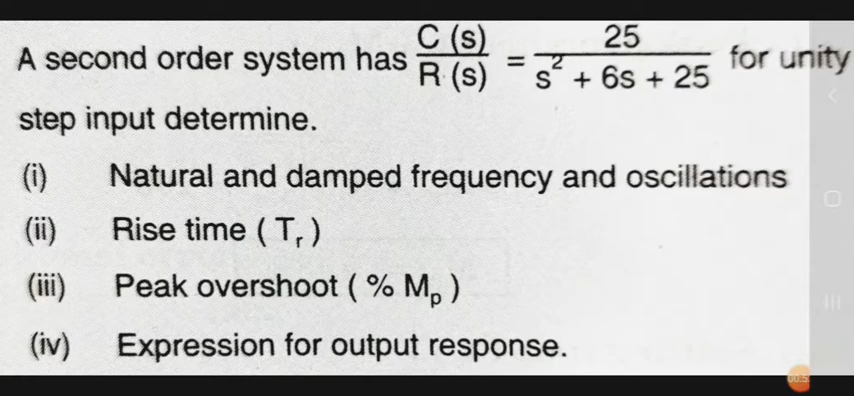 A second order system has C (s) / R (s) = 25 / s² + 6s + 25 for unity
step input determine.
(i) Natural and damped frequency and oscillations
(ii) Rise time ( Tᵣ )
(iii) Peak overshoot ( % Mₚ )
(iv) Expression for output response.